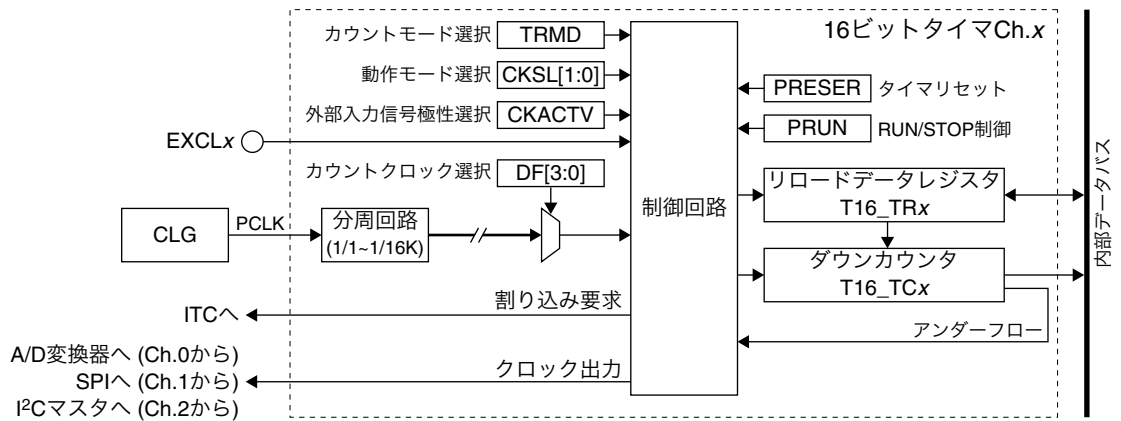 16ビットタイマCh.x
カウントモード選択 TRMD
動作モード選択 CKSL[1:0]
外部入力信号極性選択 CKACTV
EXCLx
カウントクロック選択 DF[3:0]
CLG
PCLK
分周回路
(1/1~1/16K)
制御回路
PRESER タイマリセット
PRUN RUN/STOP制御
リロードデータレジスタ
T16_TRx
ダウンカウンタ
T16_TCx
アンダーフロー
内部データバス
割り込み要求
ITCへ
クロック出力
A/D変換器へ (Ch.0から)
SPIへ (Ch.1から)
I²Cマスタへ (Ch.2から)